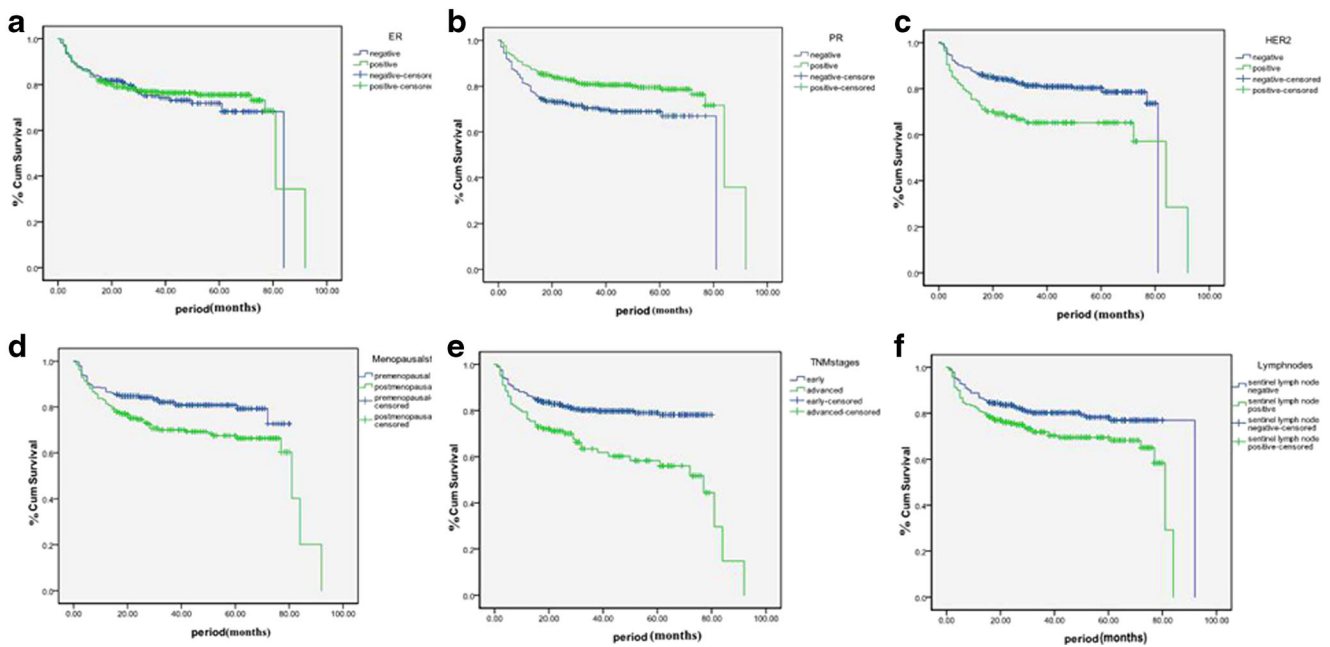 a
ER
negative
positive
negative-censore
positive-censore
% Cum Survival
1.0
0.8
0.6
0.4
0.2
0.0
0.00 20.00 40.00 60.00 80.00 100.00
period(months)
b
PR
negative
positive
negative-censore
positive-censored
% Cum Survival
1.0
0.8
0.6
0.4
0.2
0.0
0.00 20.00 40.00 60.00 80.00 100.00
period (months)
c
HER2
negative
positive
negative-censored
positive-censored
%Cum Survival
1.0
0.8
0.6
0.4
0.2
0.0
0.00 20.00 40.00 60.00 80.00 100.00
period (months)
d
Menopausalst
premenopausal
postmenopausa
premenopausal-
censored
postmenopausa
censored
% Cum Survival
1.0
0.8
0.6
0.4
0.2
0.0
0.00 20.00 40.00 60.00 80.00 100.00
period(months)
e
TNMstages
early
advanced
early-censored
advanced-censored
% Cum Survival
1.0
0.8
0.6
0.4
0.2
0.0
0.00 20.00 40.00 60.00 80.00 100.00
period(months)
f
Lymphnodes
sentinel lymph node
negative
sentinel lymph node
positive
sentinel lymph node
negative-censored
sentinel lymph node
positive-censored
% Cum Survival
1.0
0.8
0.6
0.4
0.2
0.0
0.00 20.00 40.00 60.00 80.00 100.00
period(months)